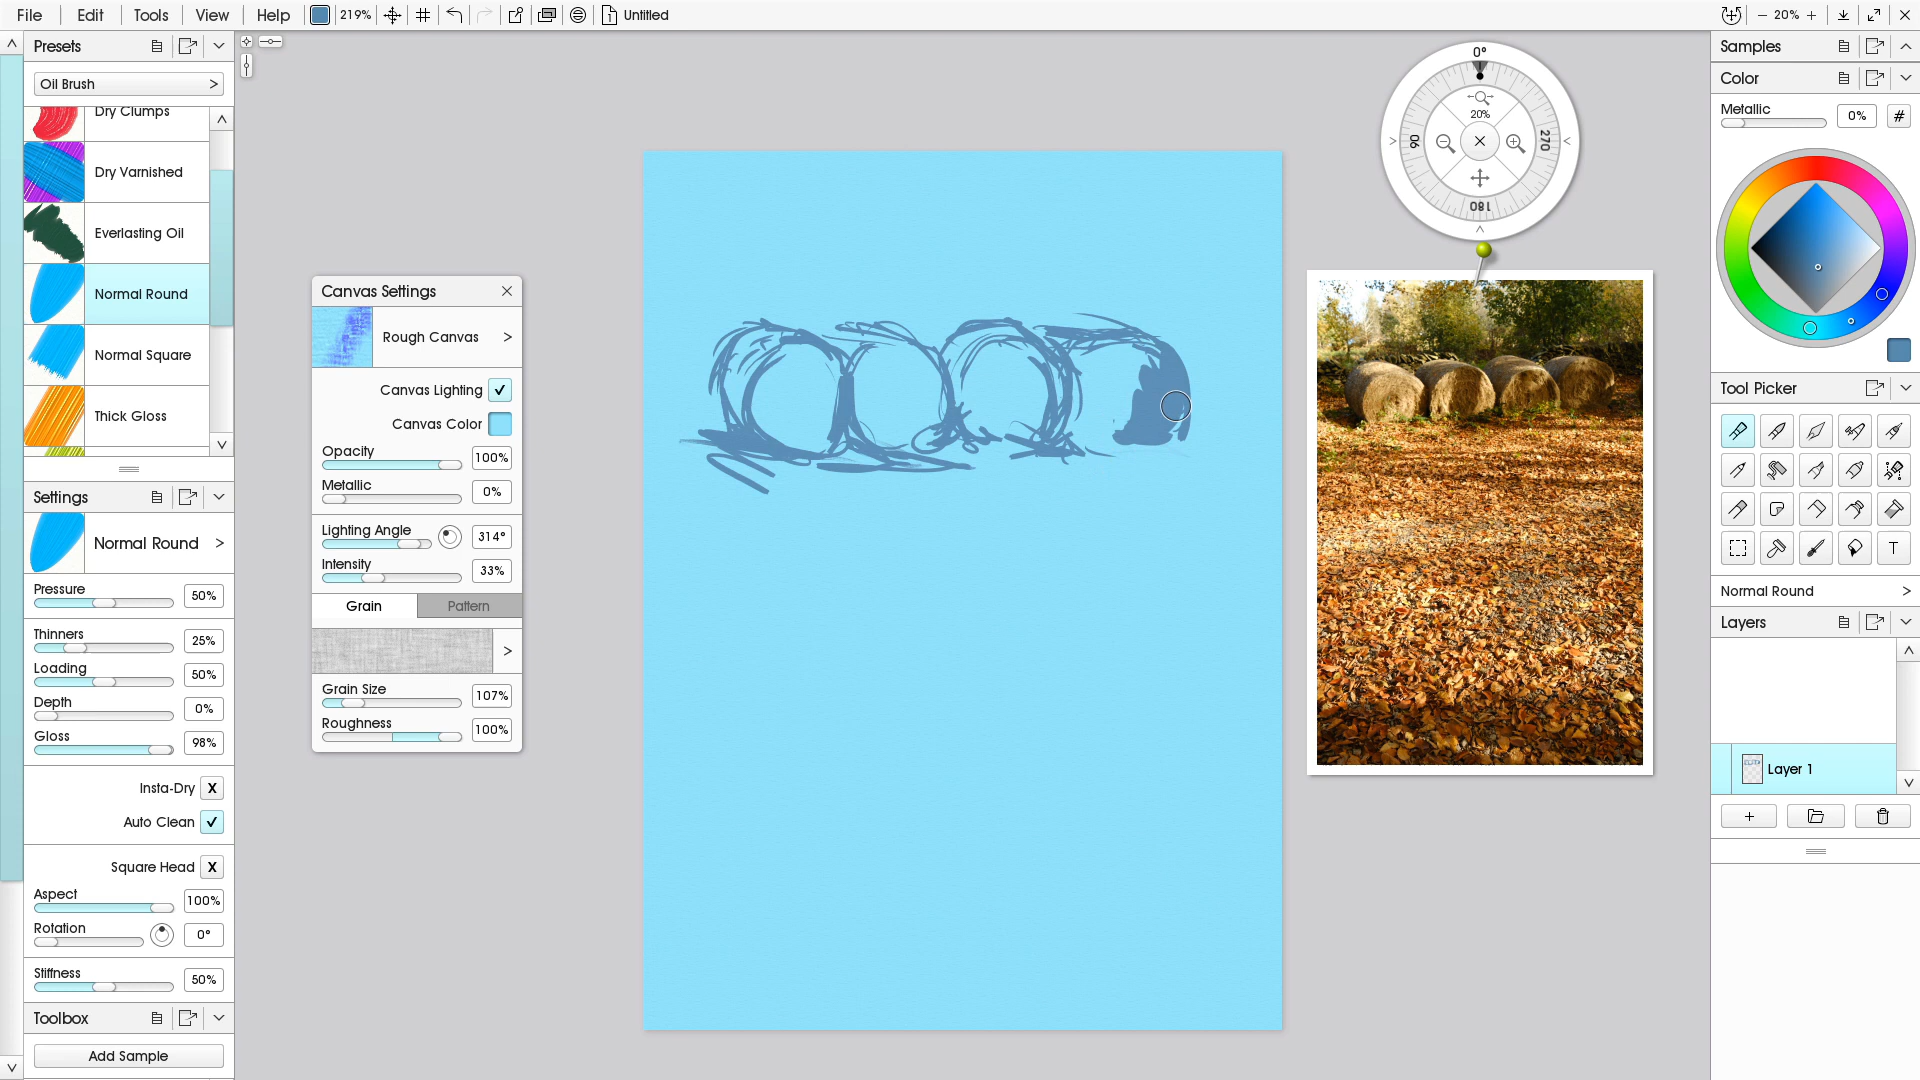 File Edit Tools View Help 219% Untitled 20%
Presets
Oil Brush >
Dry Clumps
Dry Varnished
Everlasting Oil
Normal Round
Normal Square
Thick Gloss
Settings
Normal Round >
Pressure 50%
Thinners 25%
Loading 50%
Depth 0%
Gloss 98%
Insta-Dry X
Auto Clean
Square Head X
Aspect 100%
Rotation 0°
Stiffness 50%
Toolbox
Add Sample
Canvas Settings
Rough Canvas >
Canvas Lighting
Canvas Color
Opacity 100%
Metallic 0%
Lighting Angle 314°
Intensity 33%
Grain Pattern
Grain Size 107%
Roughness 100%
0°
20%
90
270
180
Samples
Color
Metallic 0% #
Tool Picker
T
Normal Round >
Layers
Layer 1